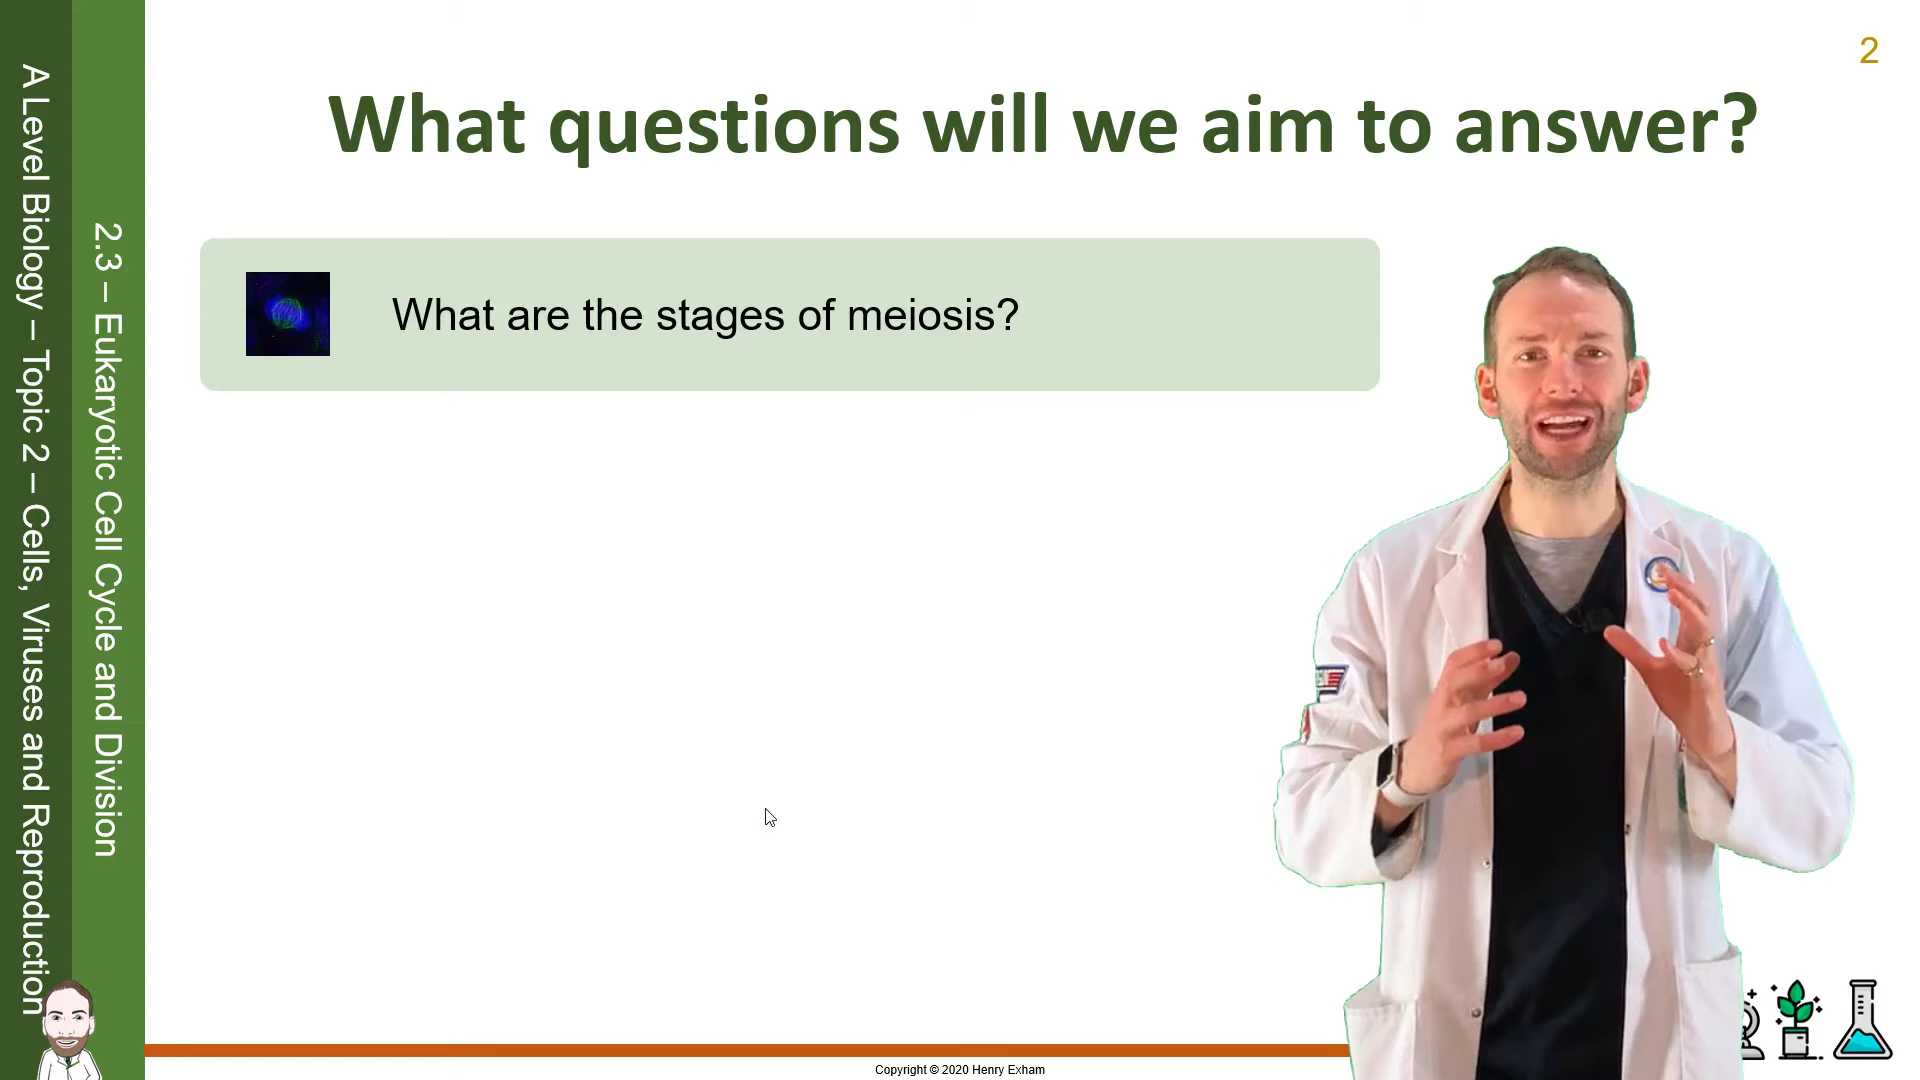 2
What questions will we aim to answer?
What are the stages of meiosis?
A Level Biology – Topic 2 – Cells, Viruses and Reproduction
2.3 – Eukaryotic Cell Cycle and Division
Copyright © 2020 Henry Exham